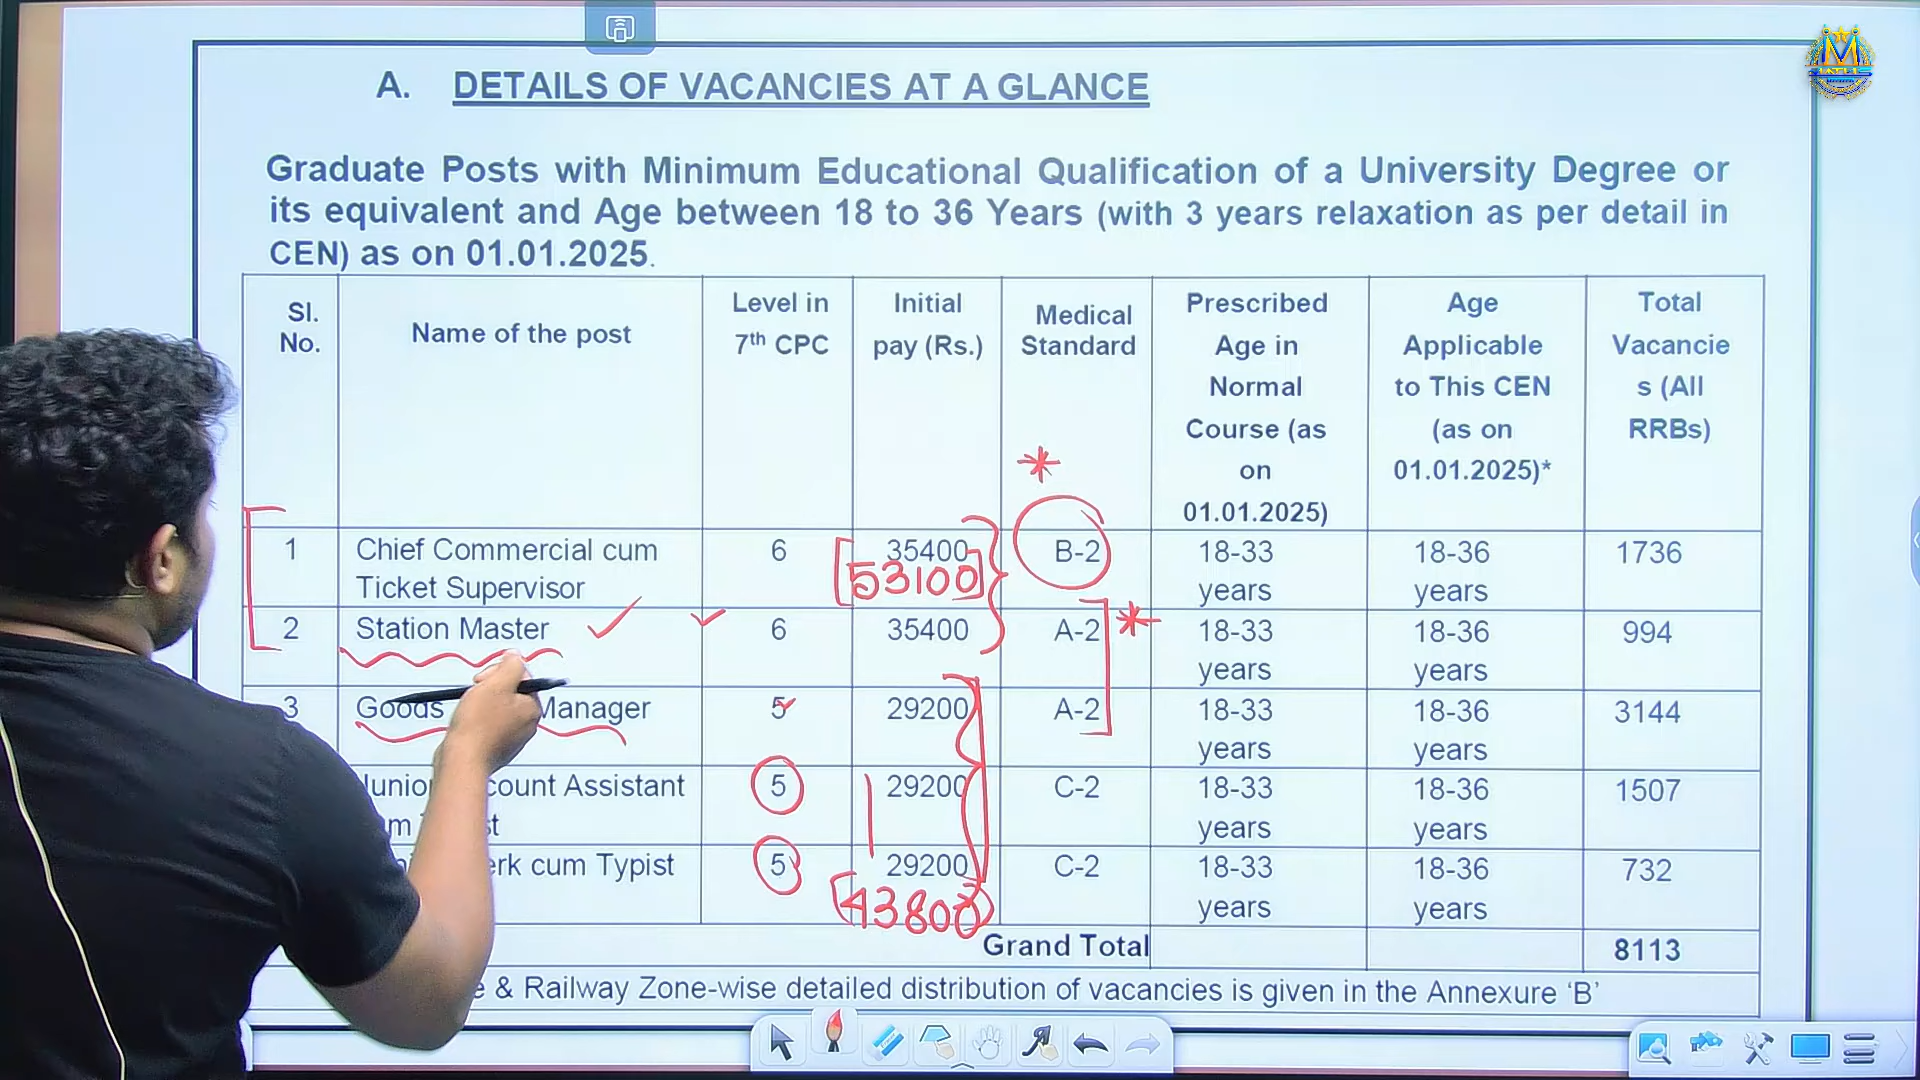 A. DETAILS OF VACANCIES AT A GLANCE
Graduate Posts with Minimum Educational Qualification of a University Degree or
its equivalent and Age between 18 to 36 Years (with 3 years relaxation as per detail in
CEN) as on 01.01.2025.
Sl. No. Name of the post Level in 7th CPC Initial pay (Rs.) Medical Standard Prescribed Age in Normal Course (as on 01.01.2025) Age Applicable to This CEN (as on 01.01.2025)* Total Vacancie s (All RRBs)
*
1 Chief Commercial cum Ticket Supervisor 6 35400 B-2 18-33 years 18-36 years 1736
[53100]
2 Station Master 6 35400 A-2 18-33 years 18-36 years 994
*
3 Goods Manager 5 29200 A-2 18-33 years 18-36 years 3144
count Assistant 5 29200 C-2 18-33 years 18-36 years 1507
cum Typist 5 29200 C-2 18-33 years 18-36 years 732
[43800]
Grand Total 8113
& Railway Zone-wise detailed distribution of vacancies is given in the Annexure ‘B’
M